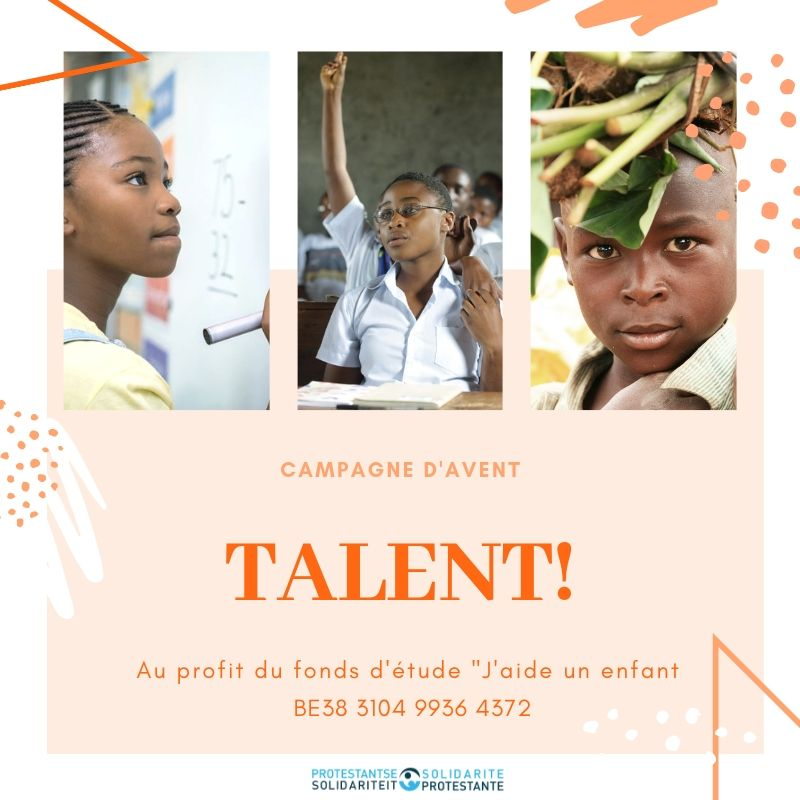 75-
32
CAMPAGNE D'AVENT
TALENT!
Au profit du fonds d'étude "J'aide un enfant
BE38 3104 9936 4372
PROTESTANTSE SOLIDARITE
SOLIDARITEIT PROTESTANTE